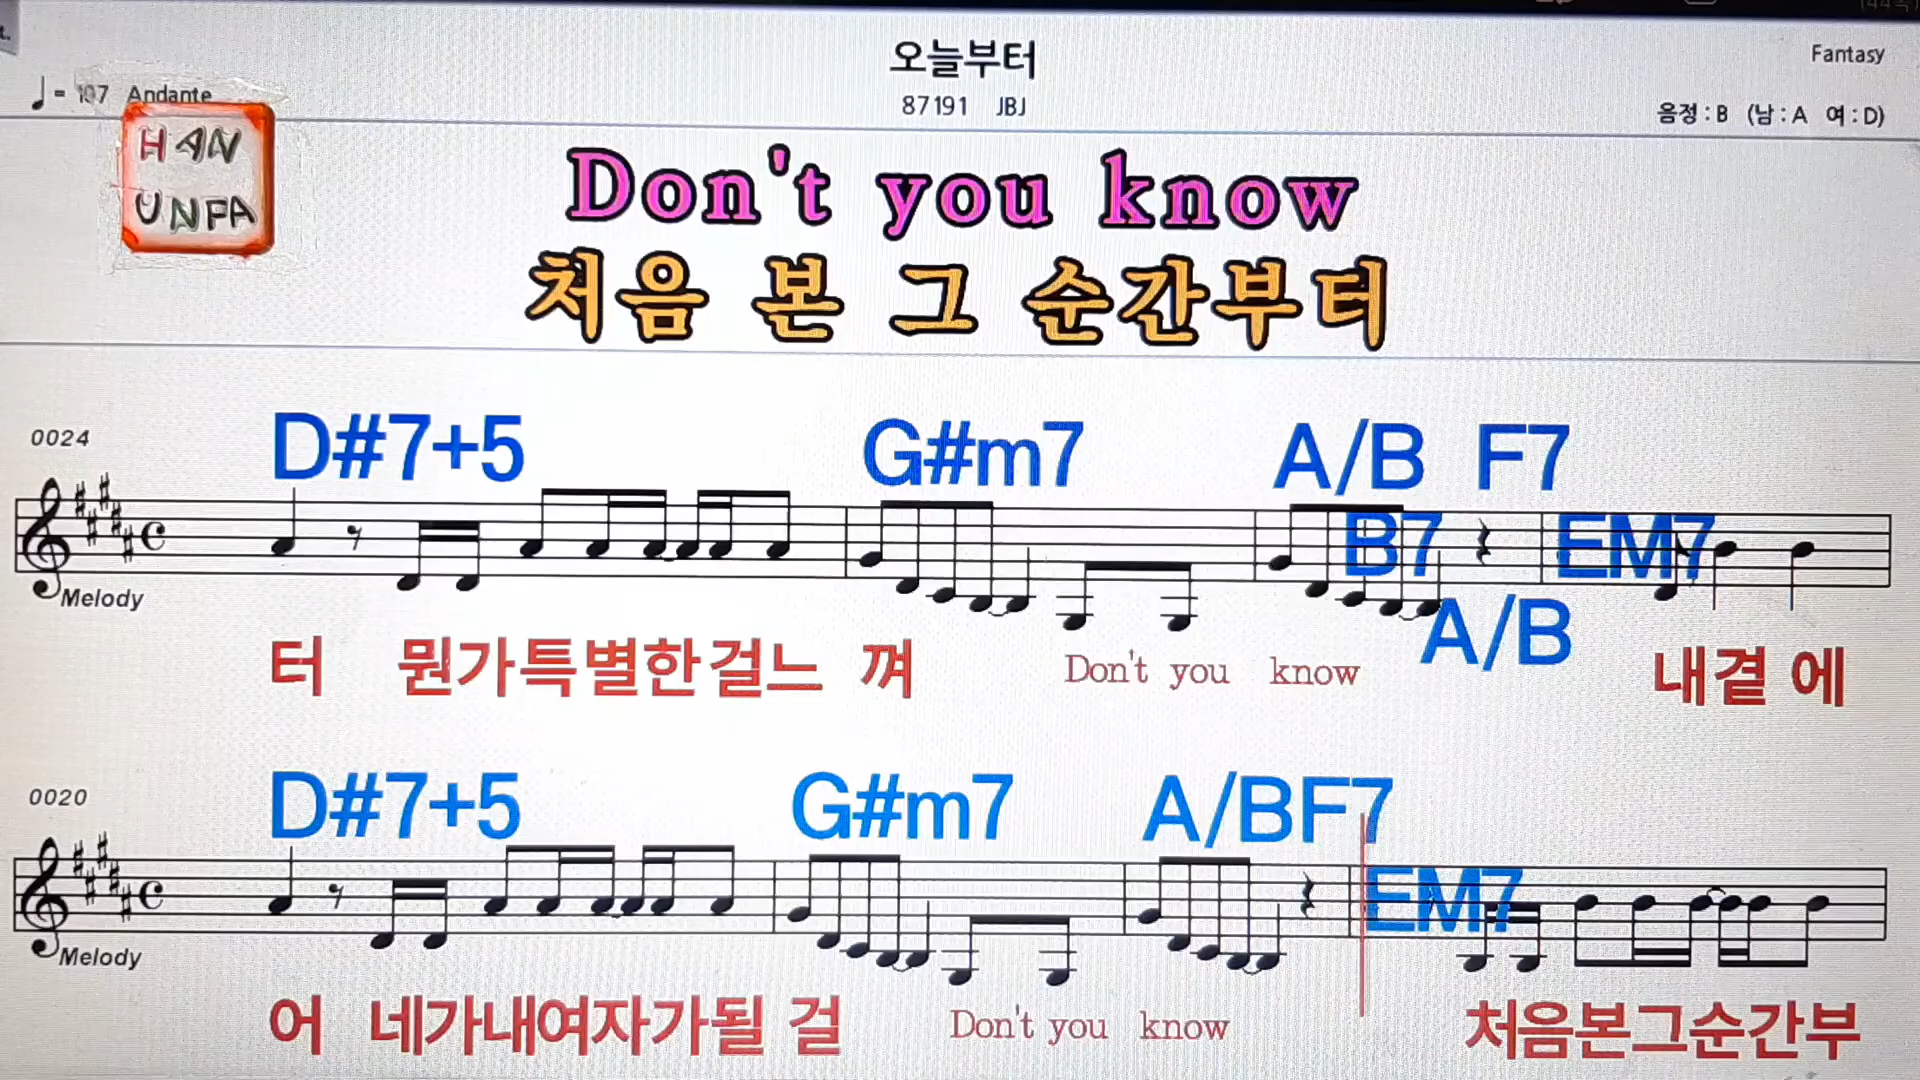 오늘부터
Fantasy
♩= 107 Andante
87191 JBJ
음정 : B (남 : A 여 : D)
HAN
UNFA
Don't you know
처음 본 그 순간부터
0024
D#7+5 G#m7 A/B F7
B7 EM7
A/B
Melody
터 뭔가특별한걸느 껴 Don't you know 내곁 에
0020
D#7+5 G#m7 A/B F7
EM7
Melody
어 네가내여자가될 걸 Don't you know 처음본그순간부